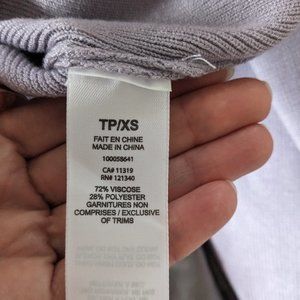 TP/XS
FAIT EN CHINE
MADE IN CHINA
100058641
CA# 11319
RN# 121340
72% VISCOSE
28% POLYESTER
GARNITURES NON
COMPRISES / EXCLUSIVE
OF TRIMS